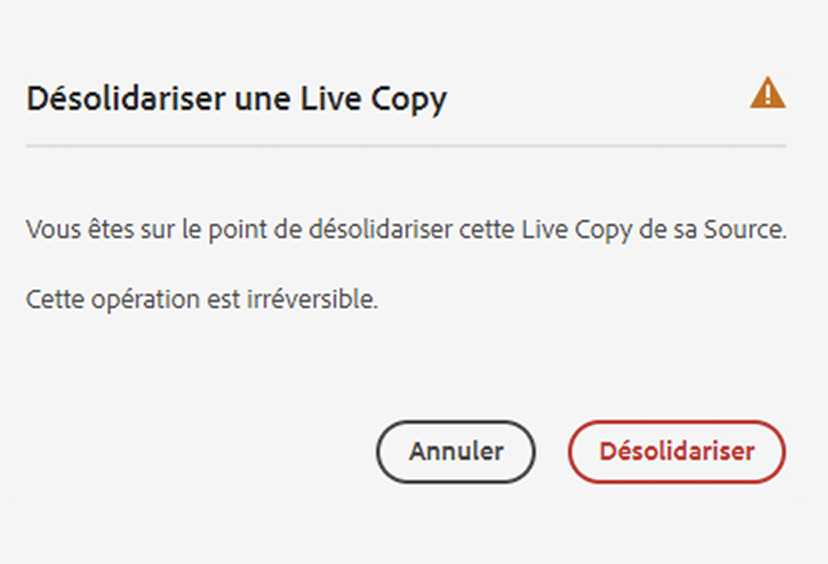 Désolidariser une Live Copy
Vous êtes sur le point de désolidariser cette Live Copy de sa Source.
Cette opération est irréversible.
Annuler
Désolidariser